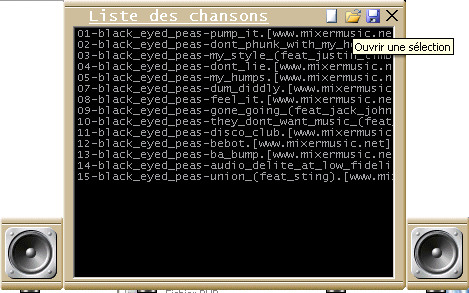 Liste des chansons
01-black_eyed_peas-pump_it.[www.mixermusic.ne
Ouvrir une sélection
02-black_eyed_peas-dont_phunk_with_my_h
03-black_eyed_peas-my_style_(feat_justin_timb
04-black_eyed_peas-dont_lie.[www.mixermusic.n
05-black_eyed_peas-my_humps.[www.mixermusic.n
07-black_eyed_peas-dum_diddly.[www.mixermusic
08-black_eyed_peas-feel_it.[www.mixermusic.ne
09-black_eyed_peas-gone_going_(feat_jack_john
10-black_eyed_peas-they_dont_want_music_(feat
11-black_eyed_peas-disco_club.[www.mixermusic
12-black_eyed_peas-bebot.[www.mixermusic.net]
13-black_eyed_peas-ba_bump.[www.mixermusic.ne
14-black_eyed_peas-audio_delite_at_low_fideli
15-black_eyed_peas-union_(feat_sting).[www.mi